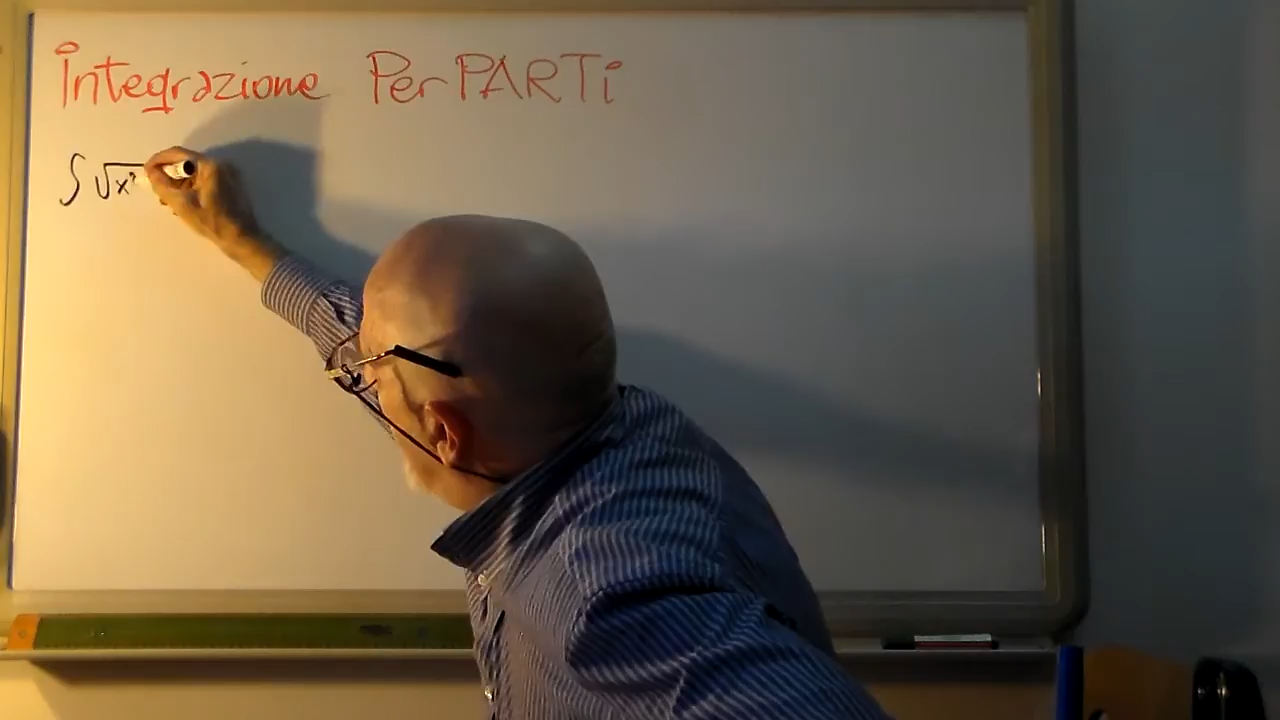 Integrazione Per PARTi
∫ √x²